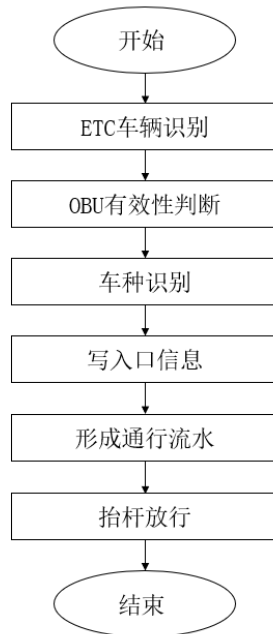 开始
ETC车辆识别
OBU有效性判断
车种识别
写入口信息
形成通行流水
抬杆放行
结束